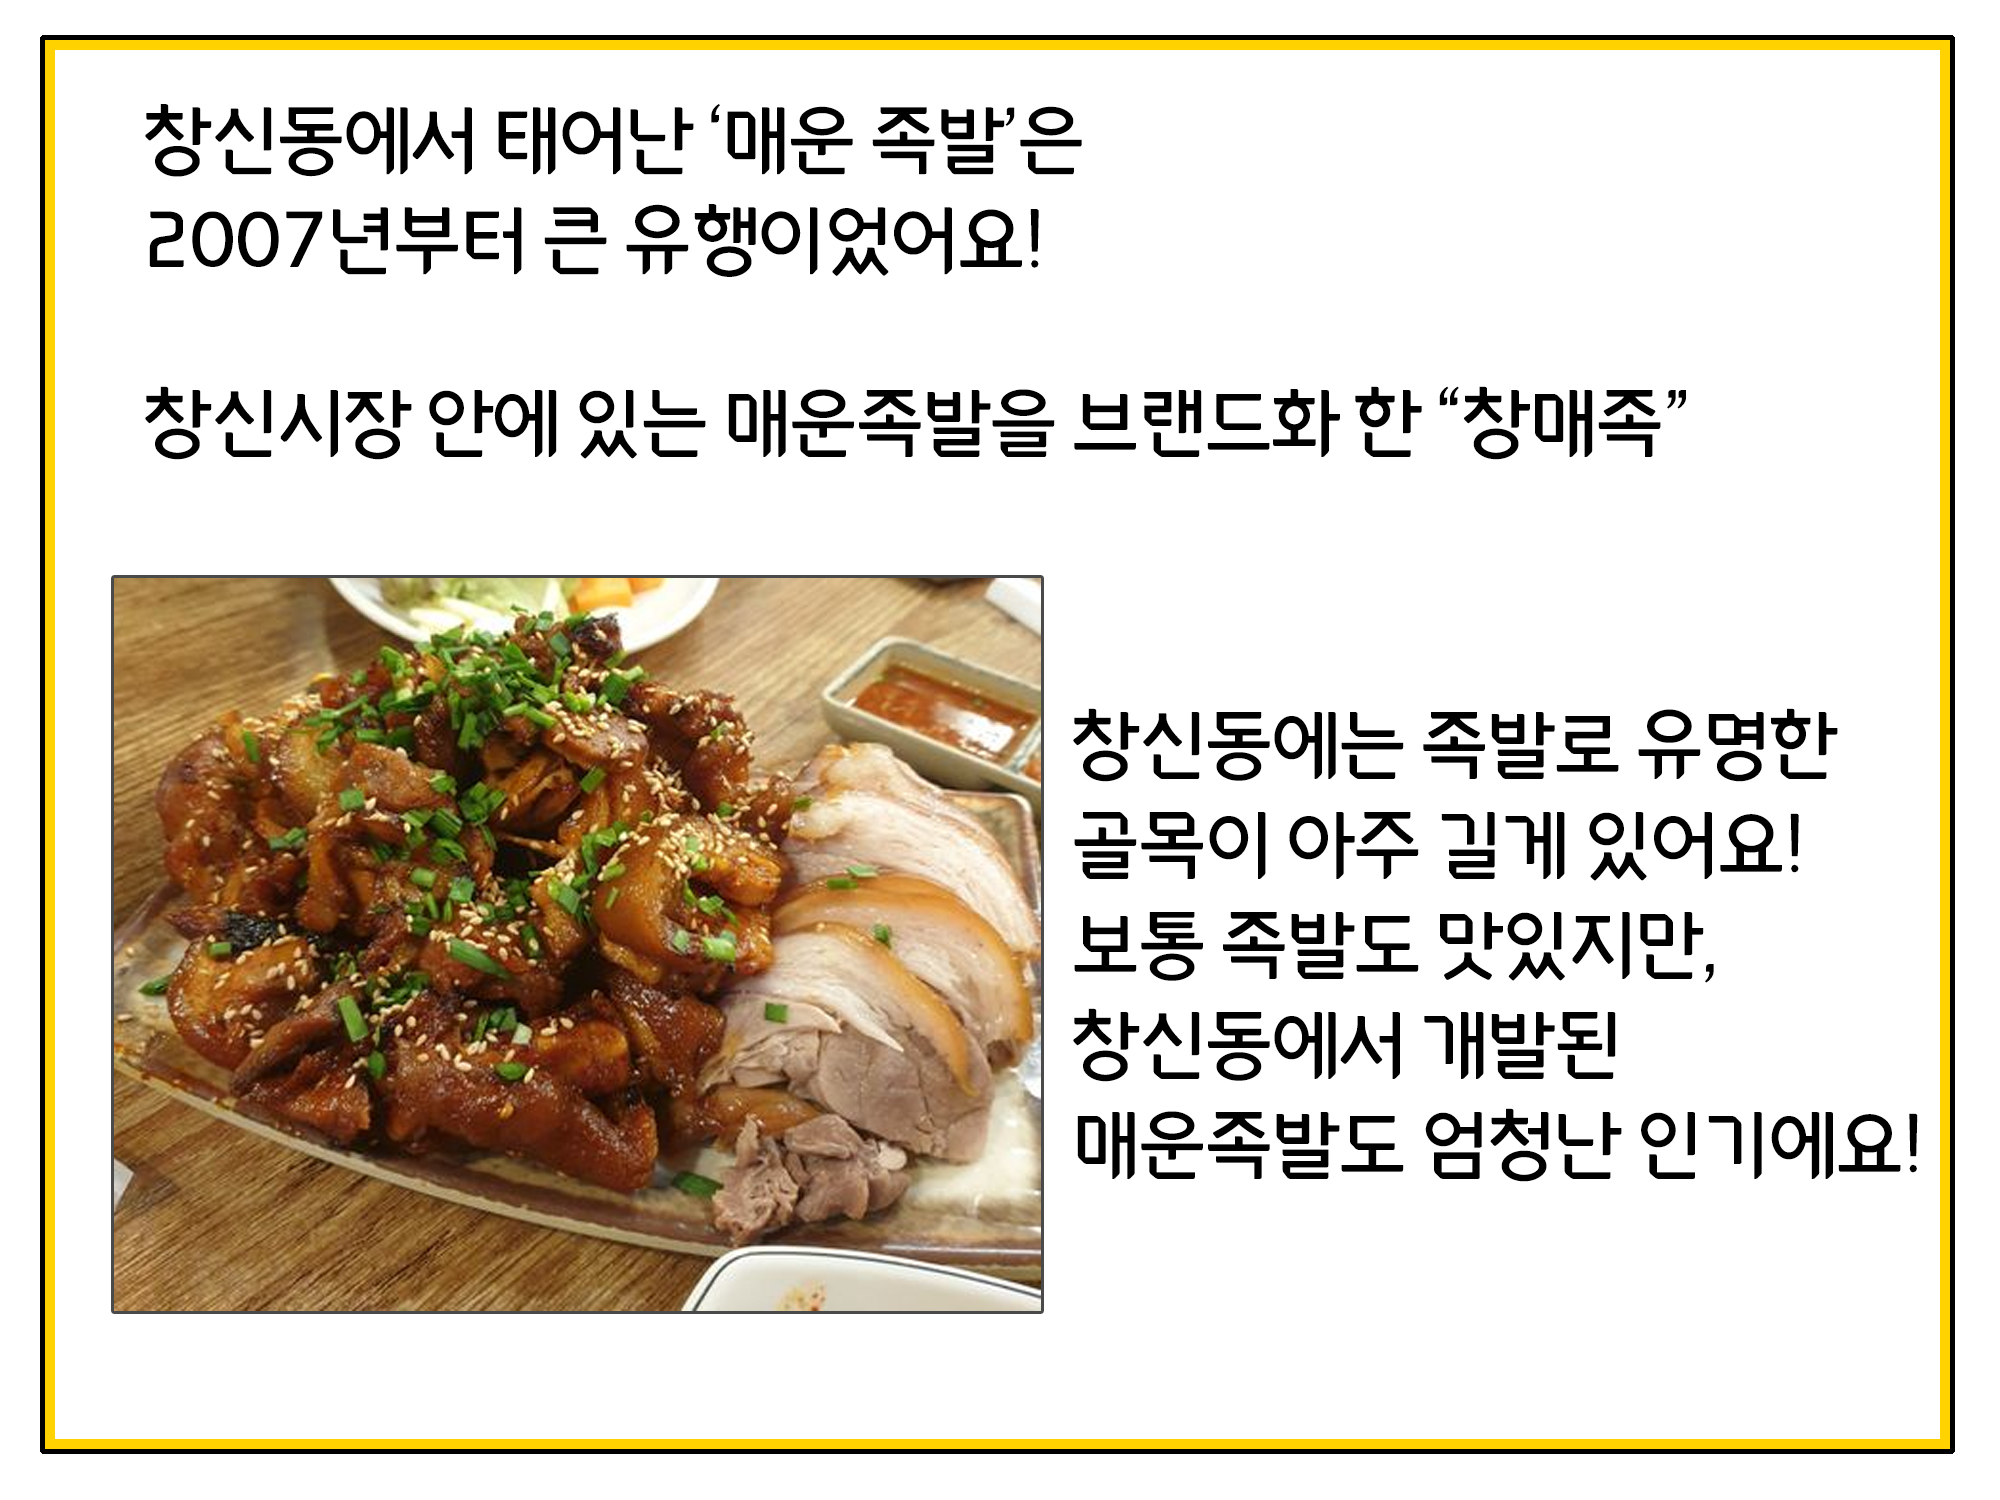 창신동에서 태어난 ‘매운 족발’은
2007년부터 큰 유행이었어요!
창신시장 안에 있는 매운족발을 브랜드화 한 “창매족”
창신동에는 족발로 유명한
골목이 아주 길게 있어요!
보통 족발도 맛있지만,
창신동에서 개발된
매운족발도 엄청난 인기에요!